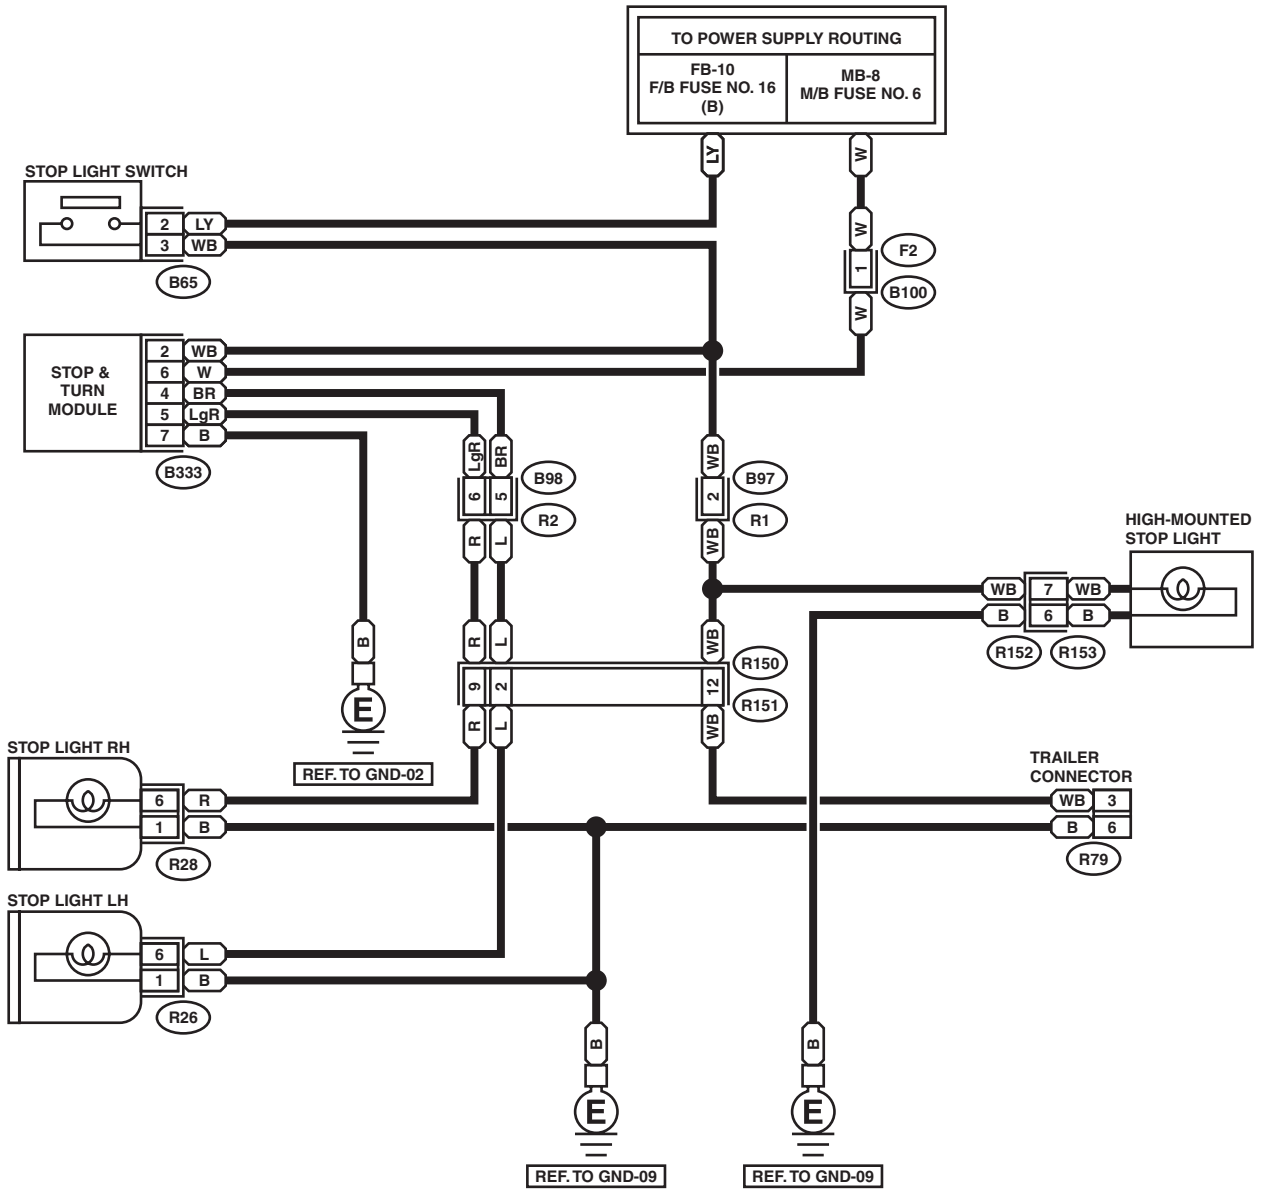 TO POWER SUPPLY ROUTING
FB-10
F/B FUSE NO. 16
(B)
MB-8
M/B FUSE NO. 6
LY
W
STOP LIGHT SWITCH
2 LY
3 WB
B65
W
F2
1
B100
W
STOP &
TURN
MODULE
2 WB
6 W
4 BR
5 LgR
7 B
B333
LgR BR
6 5
B98
R2
R L
WB
2
B97
R1
WB
HIGH-MOUNTED
STOP LIGHT
WB 7 WB
B 6 B
R152 R153
B
E
REF. TO GND-02
R L WB
R150
9 2 12
R151
R L WB
STOP LIGHT RH
6 R
1 B
R28
TRAILER
CONNECTOR
WB 3
B 6
R79
STOP LIGHT LH
6 L
1 B
R26
B
E
REF. TO GND-09
B
E
REF. TO GND-09